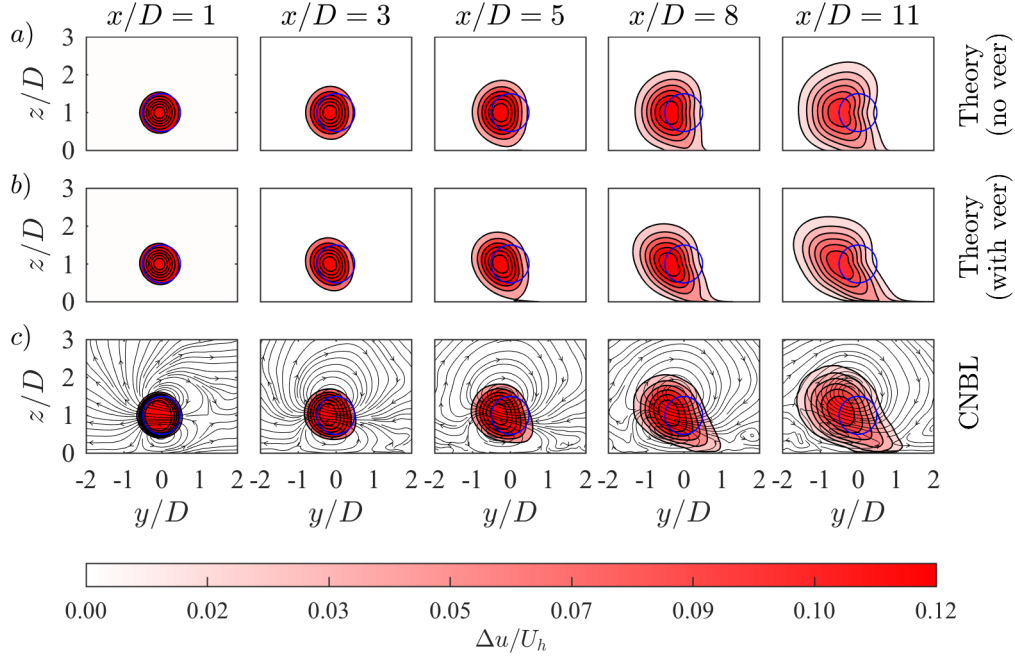 x/D = 1 x/D = 3 x/D = 5 x/D = 8 x/D = 11
a) 3 2 1 0 z/D Theory (no veer)
b) 3 2 1 0 z/D Theory (with veer)
c) 3 2 1 0 z/D CNBL
-2 -1 0 1 2 -2 -1 0 1 2 -2 -1 0 1 2 -2 -1 0 1 2 -2 -1 0 1 2
y/D y/D y/D y/D y/D
0.00 0.02 0.03 0.05 0.06 0.07 0.09 0.10 0.12
Δu/U_h